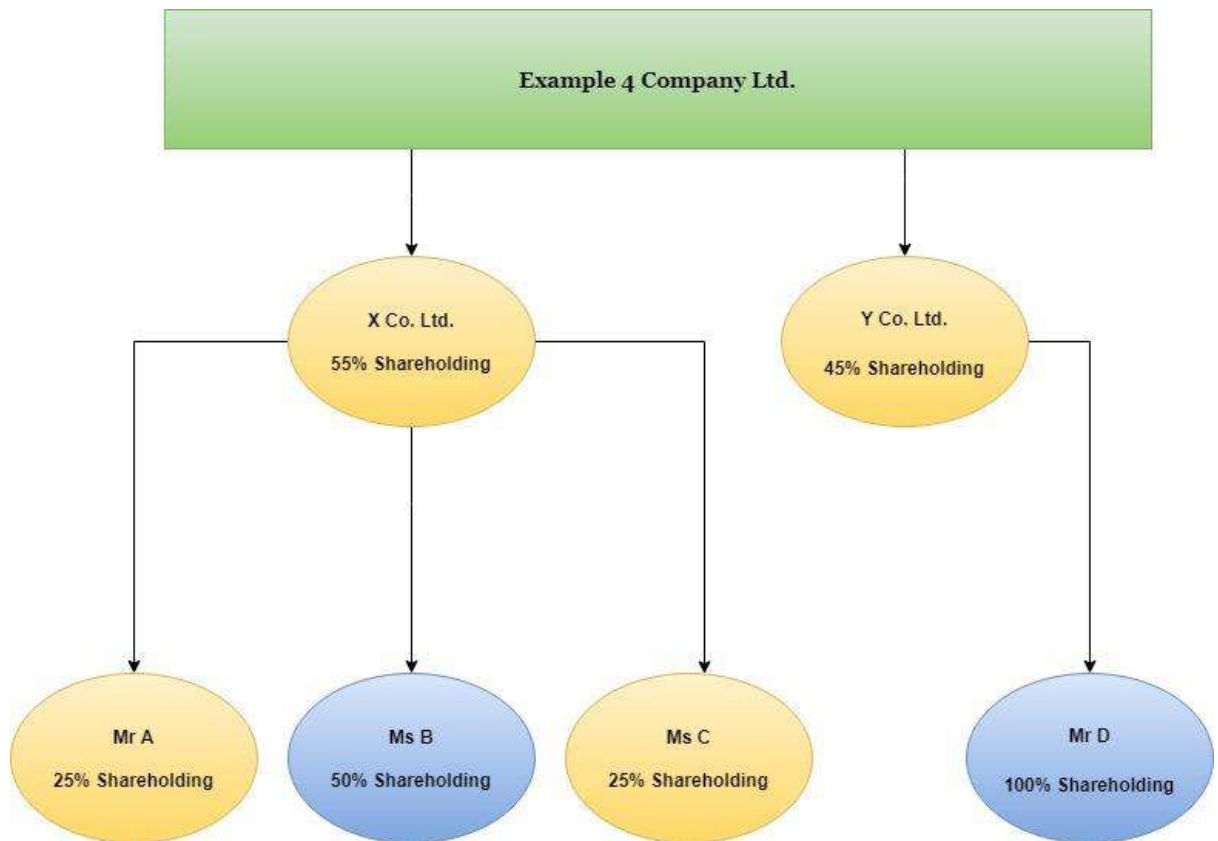 Example 4 Company Ltd.
X Co. Ltd.
55% Shareholding
Y Co. Ltd.
45% Shareholding
Mr A
25% Shareholding
Ms B
50% Shareholding
Ms C
25% Shareholding
Mr D
100% Shareholding